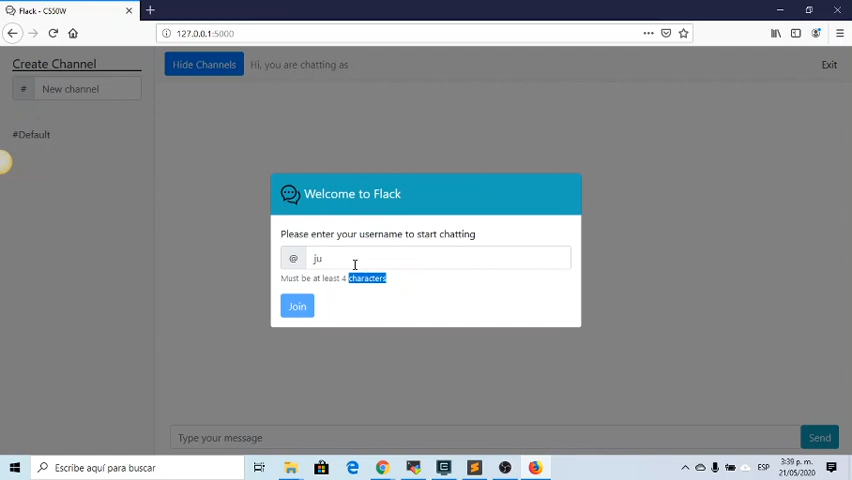 Flack - CS50W
127.0.0.1:5000
Create Channel
# New channel
#Default
Hide Channels
Hi, you are chatting as
Exit
Welcome to Flack
Please enter your username to start chatting
@ ju
Must be at least 4 characters
Join
Type your message
Send
Escribe aquí para buscar
ESP
3:39 p. m.
21/05/2020